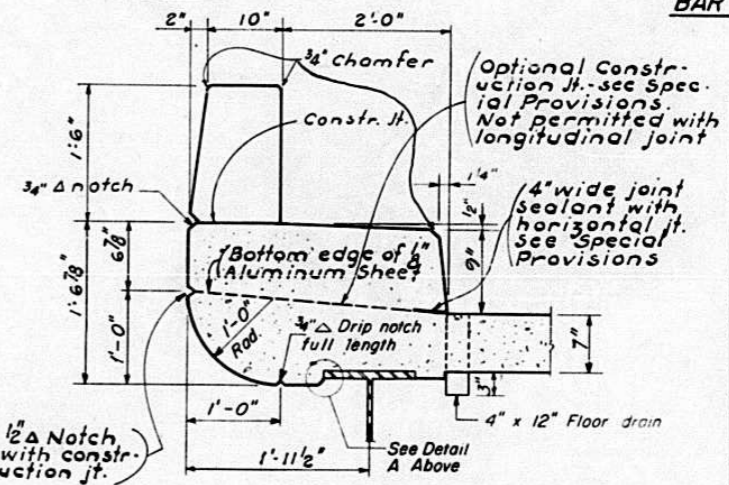 BAR
2" 10" 2'-0"
3/4" Chamfer
Optional Constr-
uction Jt.-see Spec-
ial Provisions.
Not permitted with
longitudinal joint
Constr. Jt.
1'-6"
3/4" Δ notch
1 1/4"
1/2"
4" wide joint
sealant with
horizontal jt.
See Special
Provisions
6 7/8"
1'-6 7/8"
Bottom edge of 1/8"
Aluminum Sheet
9"
1'-0"
1'-0"
Rad.
3/4" Δ Drip notch
full length
7"
3"
1'-0"
4" x 12" Floor drain
1/2" Δ Notch
with constr-
uction jt.
1'-11 1/2"
See Detail
A Above